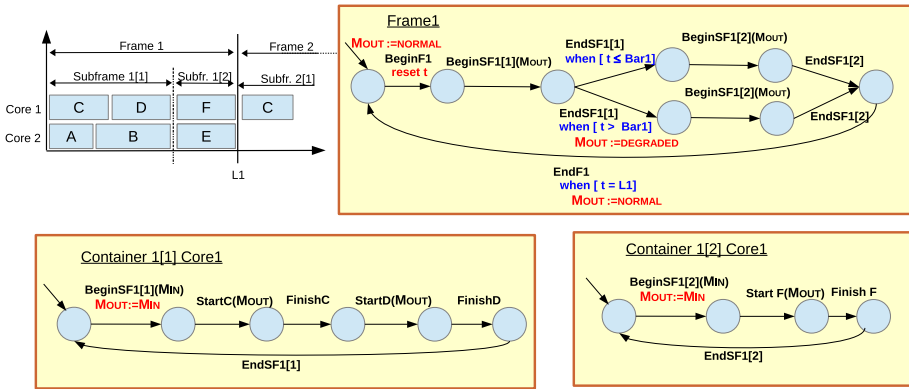 Frame 1
Frame 2
Subframe 1[1]
Subfr. 1[2]
Subfr. 2[1]
Core 1
C
D
F
C
Core 2
A
B
E
L1
Frame1
MOUT :=NORMAL
BeginF1
reset t
BeginSF1[1](MOUT)
EndSF1[1]
when [ t ≤ Bar1]
BeginSF1[2](MOUT)
EndSF1[2]
EndSF1[1]
when [ t > Bar1]
MOUT :=DEGRADED
BeginSF1[2](MOUT)
EndSF1[2]
EndF1
when [ t = L1]
MOUT :=NORMAL
Container 1[1] Core1
BeginSF1[1](MIN)
MOUT:=MIN
StartC(MOUT)
FinishC
StartD(MOUT)
FinishD
EndSF1[1]
Container 1[2] Core1
BeginSF1[2](MIN)
MOUT:=MIN
Start F(MOUT)
Finish F
EndSF1[2]